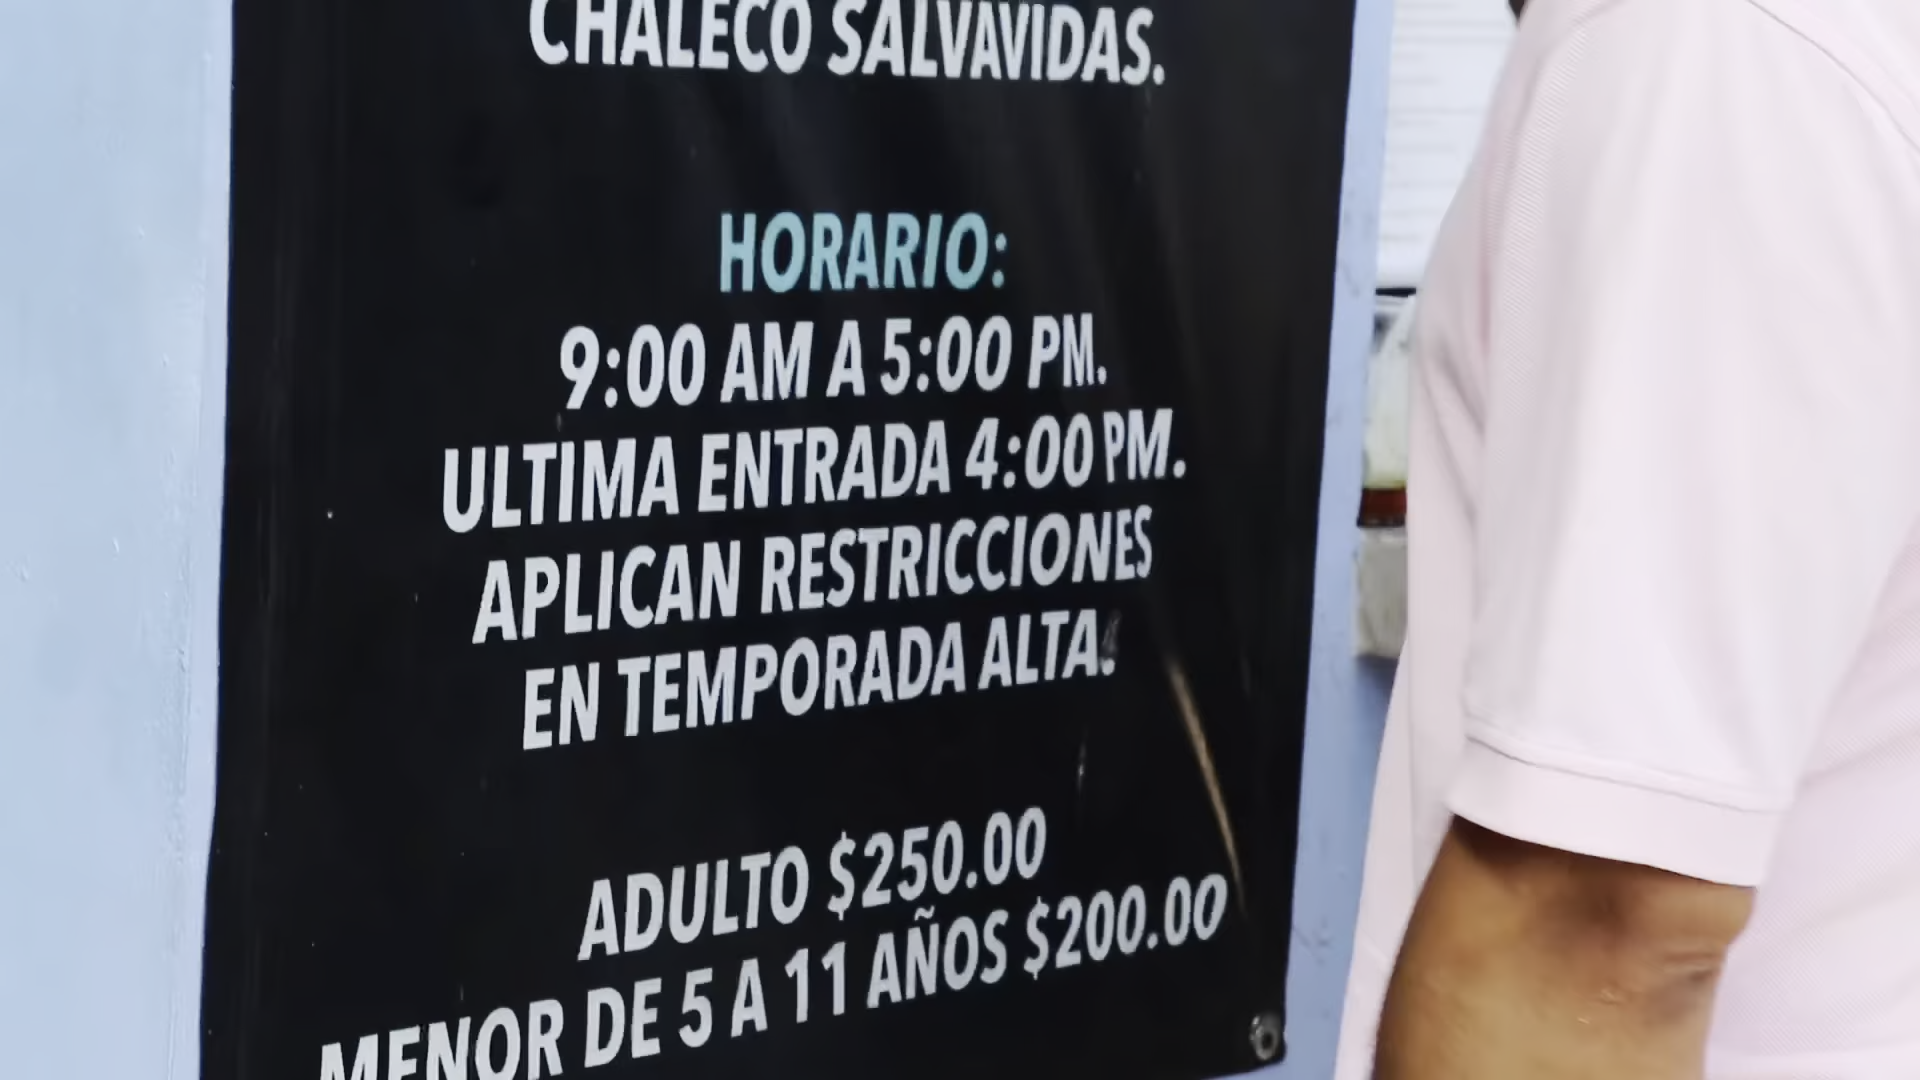 CHALECO SALVAVIDAS.
HORARIO:
9:00 AM A 5:00 PM.
ULTIMA ENTRADA 4:00 PM.
APLICAN RESTRICCIONES
EN TEMPORADA ALTA.
ADULTO $250.00
MENOR DE 5 A 11 AÑOS $200.00